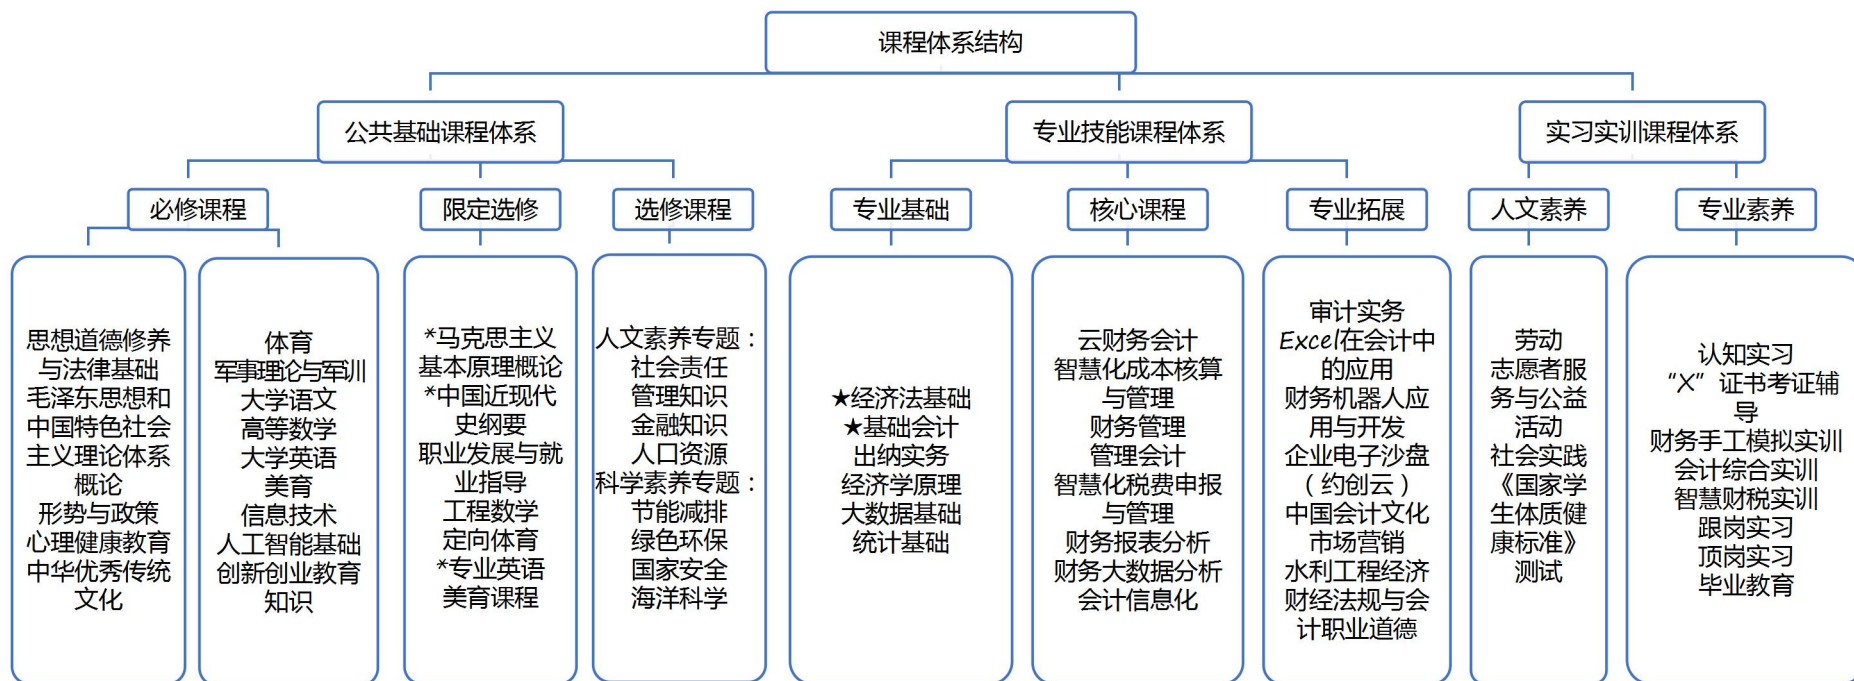 课程体系结构
公共基础课程体系
专业技能课程体系
实习实训课程体系
必修课程
限定选修
选修课程
专业基础
核心课程
专业拓展
人文素养
专业素养
思想道德修养
与法律基础
毛泽东思想和
中国特色社会
主义理论体系
概论
形势与政策
心理健康教育
中华优秀传统
文化
体育
军事理论与军训
大学语文
高等数学
大学英语
美育
信息技术
人工智能基础
创新创业教育
知识
*马克思主义
基本原理概论
*中国近现代
史纲要
职业发展与就
业指导
工程数学
定向体育
*专业英语
美育课程
人文素养专题：
社会责任
管理知识
金融知识
人口资源
科学素养专题：
节能减排
绿色环保
国家安全
海洋科学
★经济法基础
★基础会计
出纳实务
经济学原理
大数据基础
统计基础
云财务会计
智慧化成本核算
与管理
财务管理
管理会计
智慧化税费申报
与管理
财务报表分析
财务大数据分析
会计信息化
审计实务
Excel在会计中
的应用
财务机器人应
用与开发
企业电子沙盘
（约创云）
中国会计文化
市场营销
水利工程经济
财经法规与会
计职业道德
劳动
志愿者服
务与公益
活动
社会实践
《国家学
生体质健
康标准》
测试
认知实习
“X”证书考证辅
导
财务手工模拟实训
会计综合实训
智慧财税实训
跟岗实习
顶岗实习
毕业教育